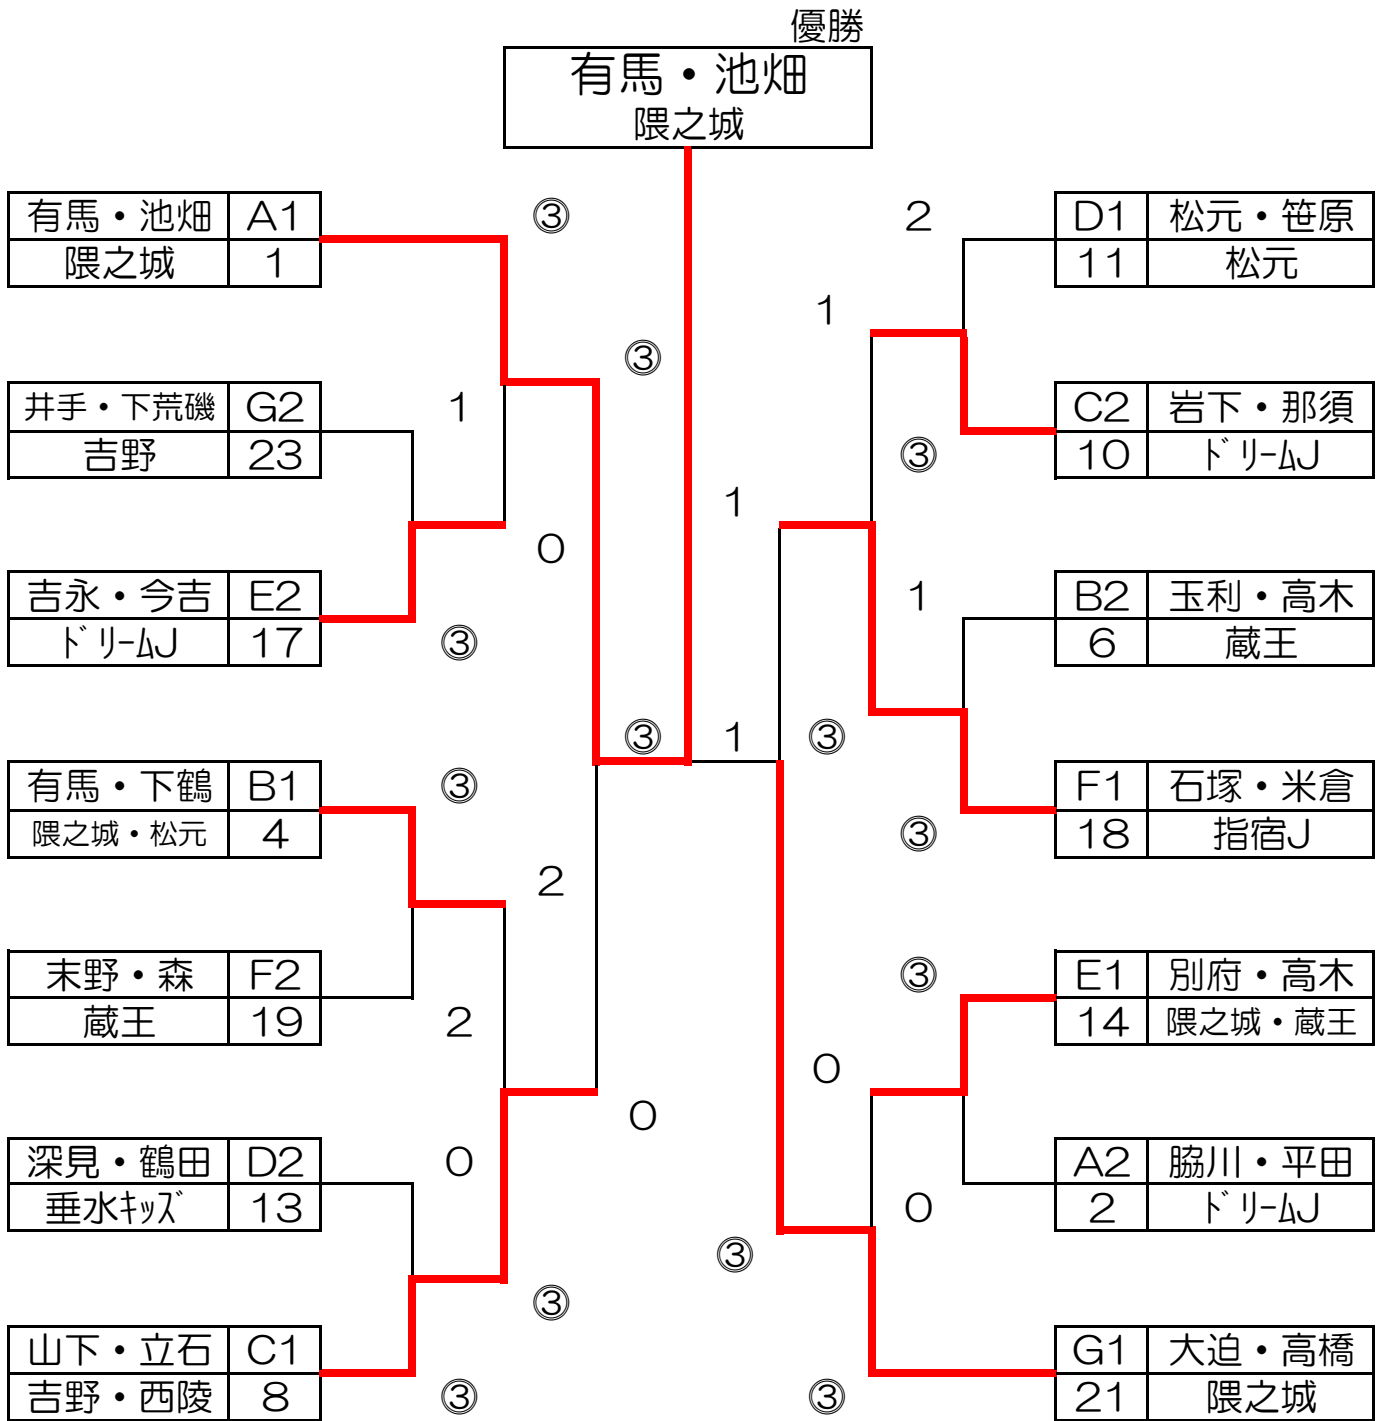 優勝
有馬・池畑
隈之城
有馬・池畑 A1
隈之城 1
③
2
D1 松元・笹原
11 松元
1
③
井手・下荒磯 G2
吉野 23
1
C2 岩下・那須
10 ﾄﾞﾘｰﾑJ
③
1
0
吉永・今吉 E2
ﾄﾞﾘｰﾑJ 17
③
1
B2 玉利・高木
6 蔵王
③
1
③
有馬・下鶴 B1
隈之城・松元 4
③
F1 石塚・米倉
18 指宿J
③
2
末野・森 F2
蔵王 19
2
③
E1 別府・高木
14 隈之城・蔵王
0
0
深見・鶴田 D2
垂水ｷｯｽﾞ 13
0
A2 脇川・平田
2 ﾄﾞﾘｰﾑJ
0
③
③
山下・立石 C1
吉野・西陵 8
③
③
G1 大迫・高橋
21 隈之城